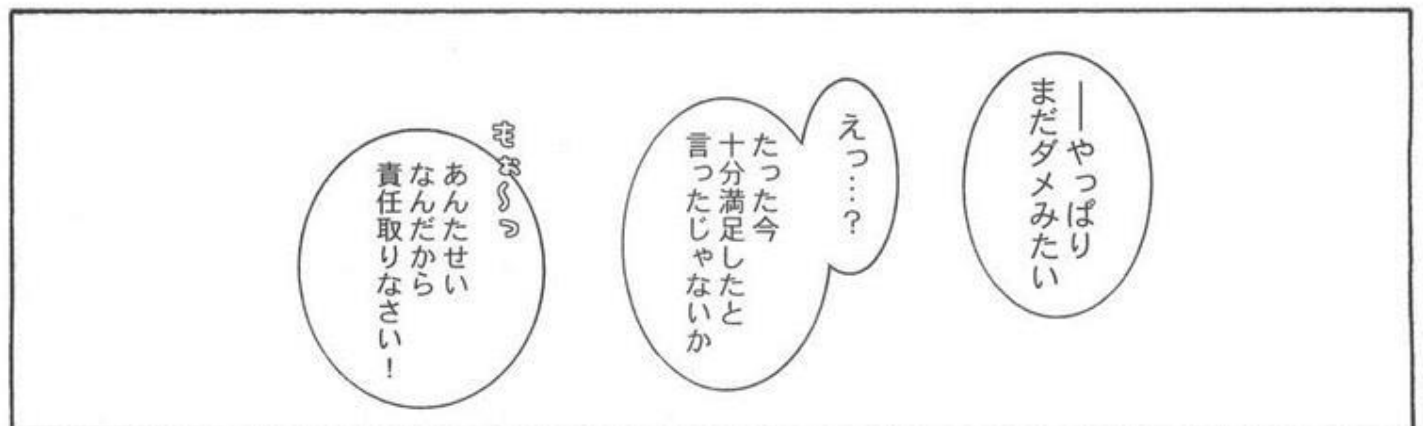 ――やっぱり
まだダメみたい
えっ…?
たった今
十分満足したと
言ったじゃないか
もぉ~っ
あんたせい
なんだから
責任取りなさい!